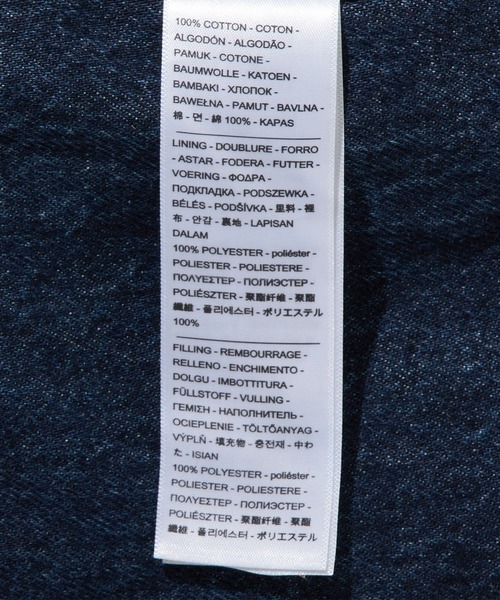 100% COTTON - COTON -
ALGODÓN - ALGODÃO -
PAMUK - COTONE -
BAUMWOLLE - KATOEN -
BAMBAKI - ХЛОПОК -
BAWEŁNA - PAMUT - BAVLNA -
棉 - 면 - 綿 100% - KAPAS
LINING - DOUBLURE - FORRO
- ASTAR - FODERA - FUTTER -
VOERING - ΦΟΔΡΑ -
ПОДКЛАДКА - PODSZEWKA -
BÉLÉS - PODŠÍVKA - 里料 - 裡
布 - 안감 - 裏地 - LAPISAN
DALAM
100% POLYESTER - poliéster -
POLIESTER - POLIESTERE -
ΠΟΛΥΕΣΤΕΡ - ПОЛИЭСТЕР -
POLIÉSZTER - 聚酯纤维 - 聚酯
纖維 - 폴리에스터 - ポリエステル
100%
FILLING - REMBOURRAGE -
RELLENO - ENCHIMENTO -
DOLGU - IMBOTTITURA -
FÜLLSTOFF - VULLING -
ΓΕΜΙΣΗ - НАПОЛНИТЕЛЬ -
OCIEPLENIE - TÖLTŐANYAG -
VÝPLŇ - 填充物 - 충전재 - 中わ
た - ISIAN
100% POLYESTER - poliéster -
POLIESTER - POLIESTERE -
ΠΟΛΥΕΣΤΕΡ - ПОЛИЭСТЕР -
POLIÉSZTER - 聚酯纤维 - 聚酯
纖維 - 폴리에스터 - ポリエステル